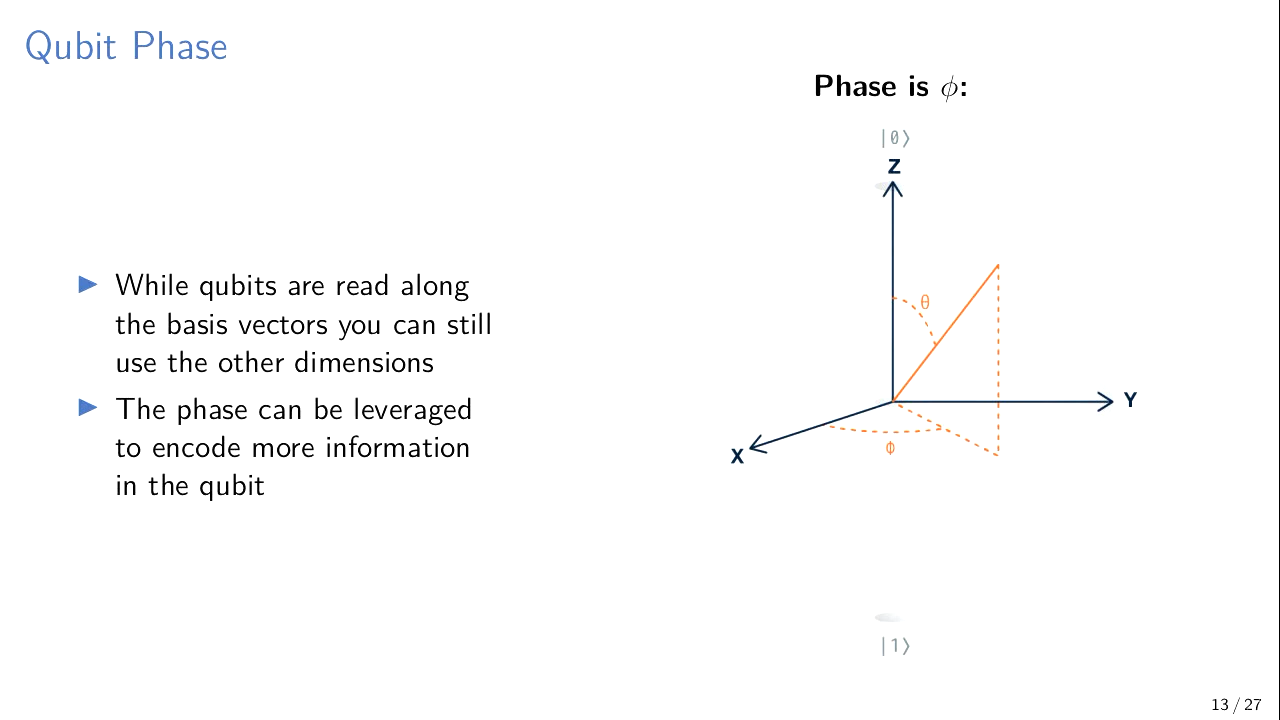 Qubit Phase
While qubits are read along
the basis vectors you can still
use the other dimensions
The phase can be leveraged
to encode more information
in the qubit
Phase is ϕ:
|0⟩
Z
θ
Y
X
Φ
|1⟩
13 / 27